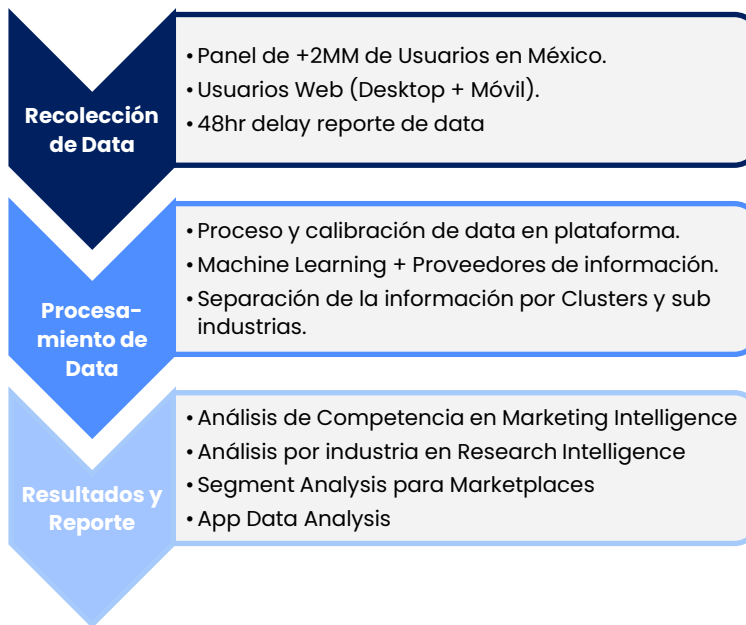 Recolección
de Data
• Panel de +2MM de Usuarios en México.
• Usuarios Web (Desktop + Móvil).
• 48hr delay reporte de data
Procesa-
miento de
Data
• Proceso y calibración de data en plataforma.
• Machine Learning + Proveedores de información.
• Separación de la información por Clusters y sub
industrias.
Resultados y
Reporte
• Análisis de Competencia en Marketing Intelligence
• Análisis por industria en Research Intelligence
• Segment Analysis para Marketplaces
• App Data Analysis